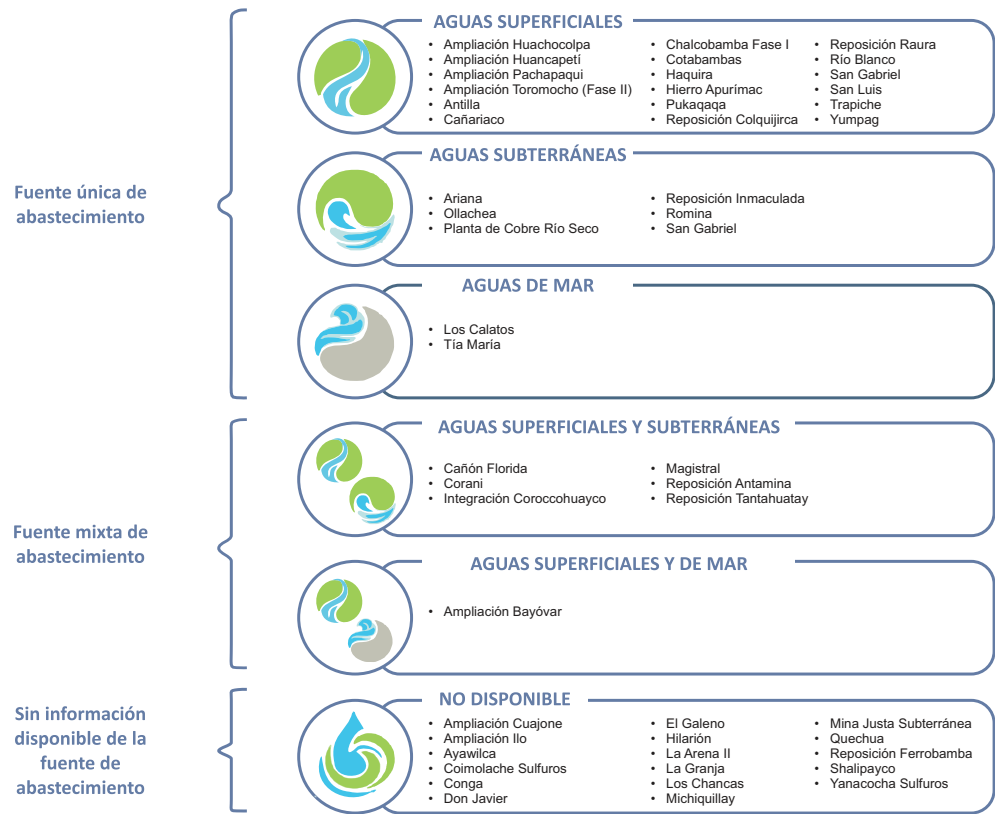 Fuente única de
abastecimiento
AGUAS SUPERFICIALES
• Ampliación Huachocolpa
• Ampliación Huancapetí
• Ampliación Pachapaqui
• Ampliación Toromocho (Fase II)
• Antilla
• Cañariaco
• Chalcobamba Fase I
• Cotabambas
• Haquira
• Hierro Apurímac
• Pukaqaqa
• Reposición Colquijirca
• Reposición Raura
• Río Blanco
• San Gabriel
• San Luis
• Trapiche
• Yumpag
AGUAS SUBTERRÁNEAS
• Ariana
• Ollachea
• Planta de Cobre Río Seco
• Reposición Inmaculada
• Romina
• San Gabriel
AGUAS DE MAR
• Los Calatos
• Tía María
Fuente mixta de
abastecimiento
AGUAS SUPERFICIALES Y SUBTERRÁNEAS
• Cañón Florida
• Corani
• Integración Coroccohuayco
• Magistral
• Reposición Antamina
• Reposición Tantahuatay
AGUAS SUPERFICIALES Y DE MAR
• Ampliación Bayóvar
Sin información
disponible de la
fuente de
abastecimiento
NO DISPONIBLE
• Ampliación Cuajone
• Ampliación Ilo
• Ayawilca
• Coimolache Sulfuros
• Conga
• Don Javier
• El Galeno
• Hilarión
• La Arena II
• La Granja
• Los Chancas
• Michiquillay
• Mina Justa Subterránea
• Quechua
• Reposición Ferrobamba
• Shalipayco
• Yanacocha Sulfuros